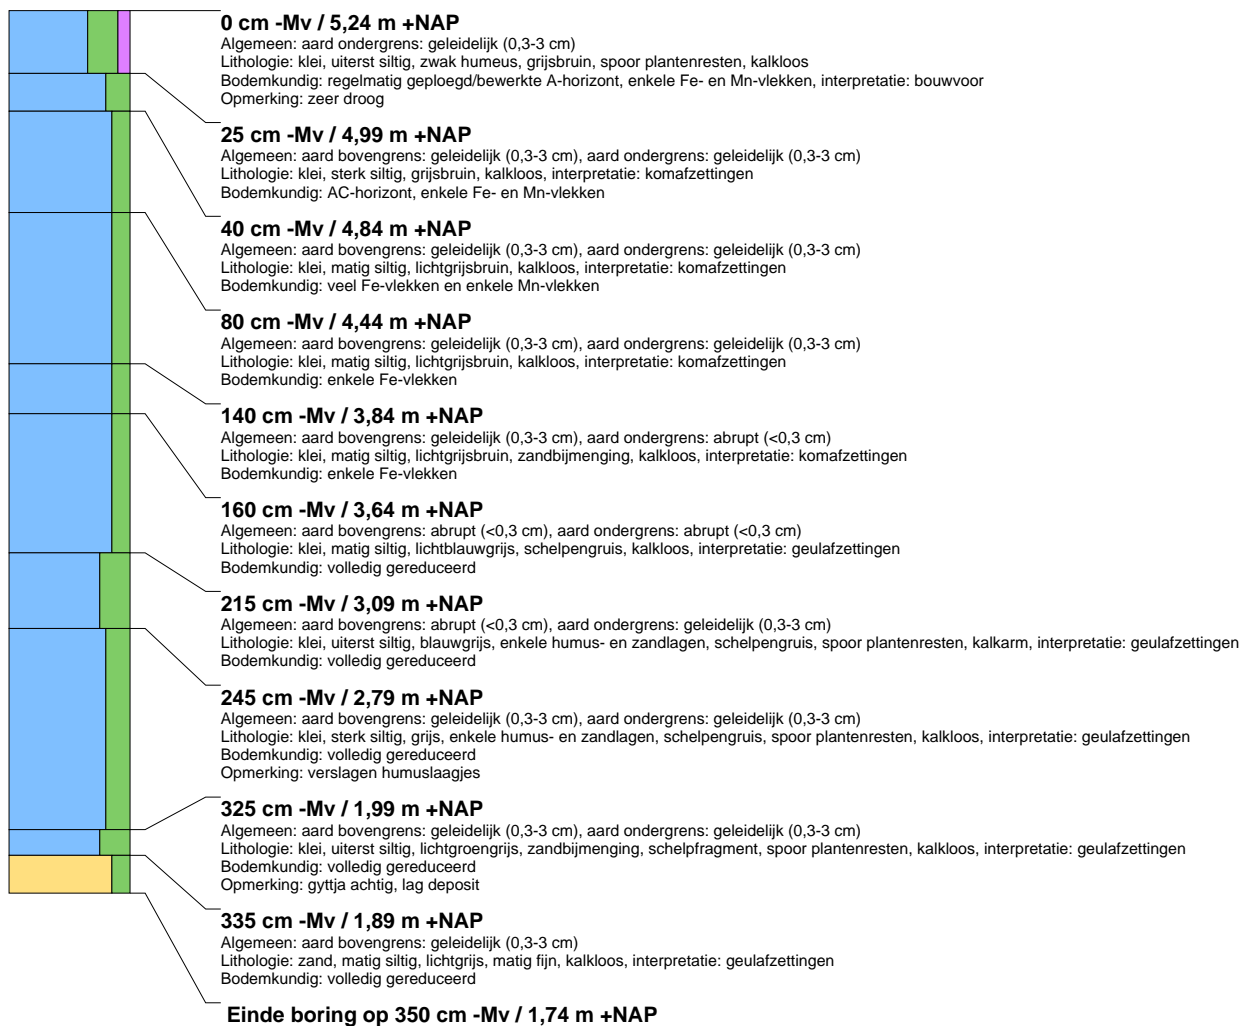 0 cm -Mv / 5,24 m +NAP
Algemeen: aard ondergrens: geleidelijk (0,3-3 cm)
Lithologie: klei, uiterst siltig, zwak humeus, grijsbruin, spoor plantenresten, kalkloos
Bodemkundig: regelmatig geploegd/bewerkte A-horizont, enkele Fe- en Mn-vlekken, interpretatie: bouwvoor
Opmerking: zeer droog
25 cm -Mv / 4,99 m +NAP
Algemeen: aard bovengrens: geleidelijk (0,3-3 cm), aard ondergrens: geleidelijk (0,3-3 cm)
Lithologie: klei, sterk siltig, grijsbruin, kalkloos, interpretatie: komafzettingen
Bodemkundig: AC-horizont, enkele Fe- en Mn-vlekken
40 cm -Mv / 4,84 m +NAP
Algemeen: aard bovengrens: geleidelijk (0,3-3 cm), aard ondergrens: geleidelijk (0,3-3 cm)
Lithologie: klei, matig siltig, lichtgrijsbruin, kalkloos, interpretatie: komafzettingen
Bodemkundig: veel Fe-vlekken en enkele Mn-vlekken
80 cm -Mv / 4,44 m +NAP
Algemeen: aard bovengrens: geleidelijk (0,3-3 cm), aard ondergrens: geleidelijk (0,3-3 cm)
Lithologie: klei, matig siltig, lichtgrijsbruin, kalkloos, interpretatie: komafzettingen
Bodemkundig: enkele Fe-vlekken
140 cm -Mv / 3,84 m +NAP
Algemeen: aard bovengrens: geleidelijk (0,3-3 cm), aard ondergrens: abrupt (<0,3 cm)
Lithologie: klei, matig siltig, lichtgrijsbruin, zandbijmenging, kalkloos, interpretatie: komafzettingen
Bodemkundig: enkele Fe-vlekken
160 cm -Mv / 3,64 m +NAP
Algemeen: aard bovengrens: abrupt (<0,3 cm), aard ondergrens: abrupt (<0,3 cm)
Lithologie: klei, matig siltig, lichtblauwgrijs, schelpengruis, kalkloos, interpretatie: geulafzettingen
Bodemkundig: volledig gereduceerd
215 cm -Mv / 3,09 m +NAP
Algemeen: aard bovengrens: abrupt (<0,3 cm), aard ondergrens: geleidelijk (0,3-3 cm)
Lithologie: klei, uiterst siltig, blauwgrijs, enkele humus- en zandlagen, schelpengruis, spoor plantenresten, kalkarm, interpretatie: geulafzettingen
Bodemkundig: volledig gereduceerd
245 cm -Mv / 2,79 m +NAP
Algemeen: aard bovengrens: geleidelijk (0,3-3 cm), aard ondergrens: geleidelijk (0,3-3 cm)
Lithologie: klei, sterk siltig, grijs, enkele humus- en zandlagen, schelpengruis, spoor plantenresten, kalkloos, interpretatie: geulafzettingen
Bodemkundig: volledig gereduceerd
Opmerking: verslagen humuslaagjes
325 cm -Mv / 1,99 m +NAP
Algemeen: aard bovengrens: geleidelijk (0,3-3 cm), aard ondergrens: geleidelijk (0,3-3 cm)
Lithologie: klei, uiterst siltig, lichtgroengrijs, zandbijmenging, schelpfragment, spoor plantenresten, kalkloos, interpretatie: geulafzettingen
Bodemkundig: volledig gereduceerd
Opmerking: gyttja achtig, lag deposit
335 cm -Mv / 1,89 m +NAP
Algemeen: aard bovengrens: geleidelijk (0,3-3 cm)
Lithologie: zand, matig siltig, lichtgrijs, matig fijn, kalkloos, interpretatie: geulafzettingen
Bodemkundig: volledig gereduceerd
Einde boring op 350 cm -Mv / 1,74 m +NAP